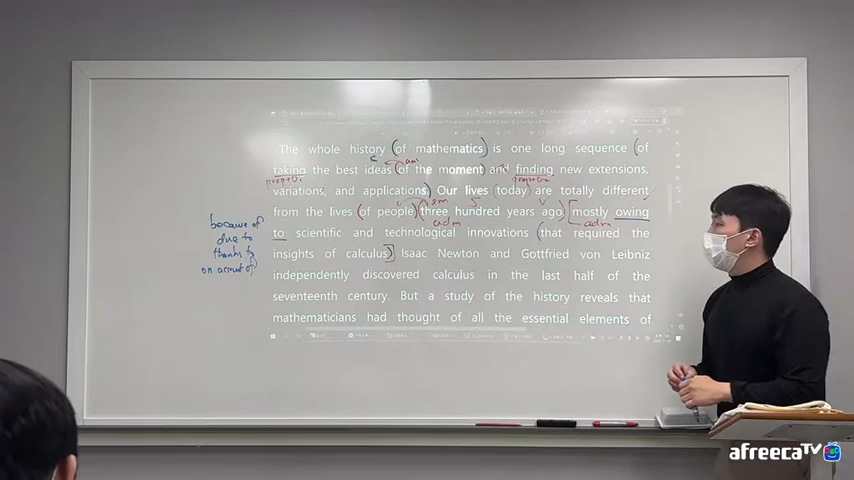 The whole history (of mathematics) is one long sequence (of
taking the best ideas (of the moment) and finding new extensions,
variations, and applications.) Our lives (today) are totally different
from the lives (of people) (three hundred years ago) [mostly owing
adm
adm
to scientific and technological innovations (that required the
insights of calculus)] Isaac Newton and Gottfried von Leibniz
independently discovered calculus in the last half of the
seventeenth century. But a study of the history reveals that
mathematicians had thought of all the essential elements of
because of
due to
thanks to
on account of
afreecaTV